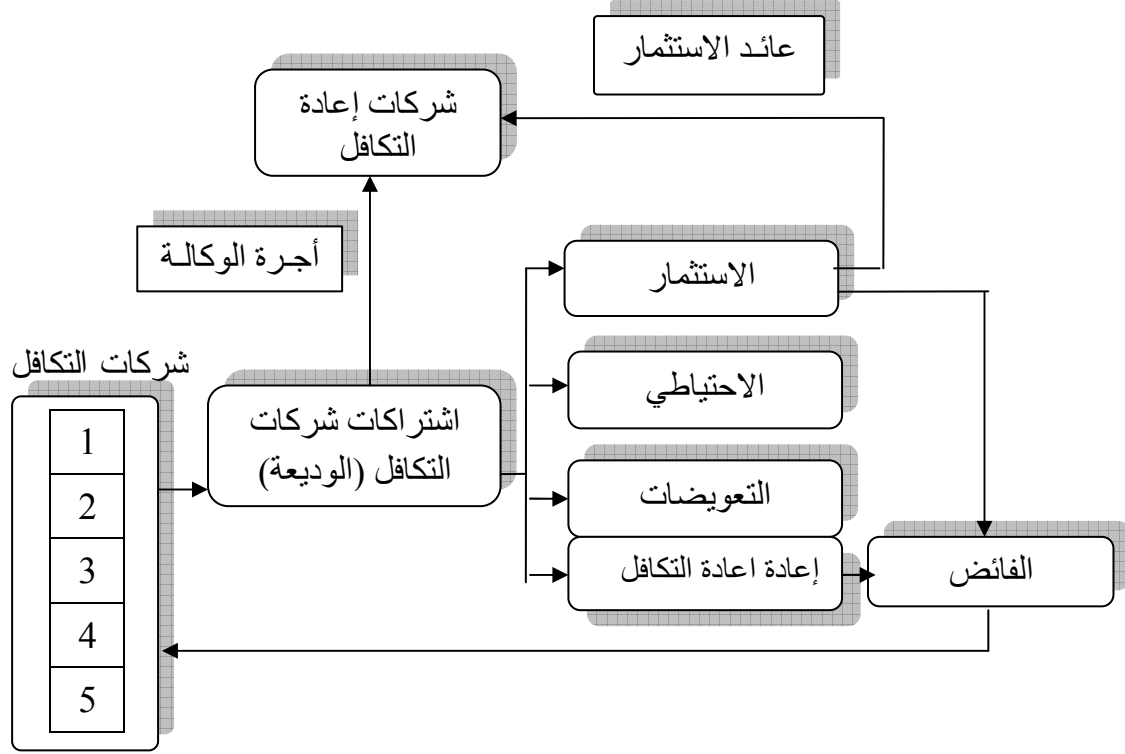 عائد الاستثمار
شركات إعادة
التكافل
أجرة الوكالة
الاستثمار
شركات التكافل
الاحتياطي
اشتراكات شركات
التكافل (الوديعة)
1
2
3
4
5
التعويضات
إعادة اعادة التكافل
الفائض